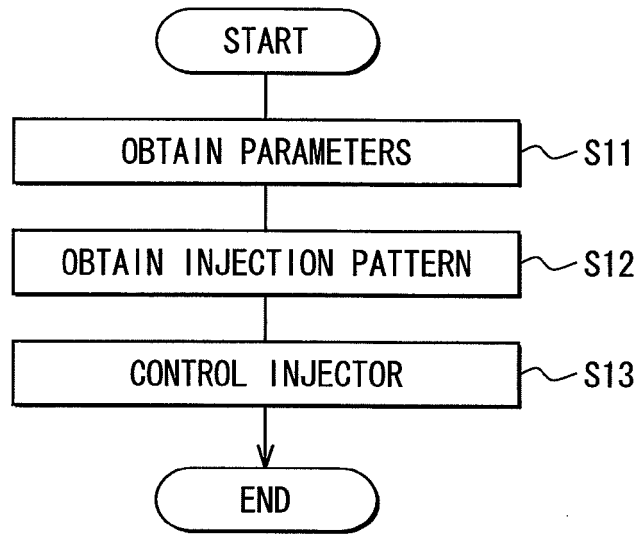 START
OBTAIN PARAMETERS
S11
OBTAIN INJECTION PATTERN
S12
CONTROL INJECTOR
S13
END